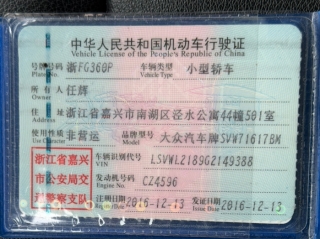 中华人民共和国机动车行驶证
Vehicle License of the People's Republic of China
号牌号码 浙FG360P 车辆类型 小型轿车
Plate No. Vehicle Type
所有人 任辉
Owner
住址 浙江省嘉兴市南湖区泾水公寓44幢501室
Address
使用性质 非营运 品牌型号 大众汽车牌SVW71617BM
Use Character Model
浙江省嘉兴 车辆识别代号 LSVWL2189G2149388
VIN
市公安局交 发动机号码 CZ4596
Engine No.
警支队 注册日期 2016-12-13 发证日期 2016-12-13
Register Date Issue Date